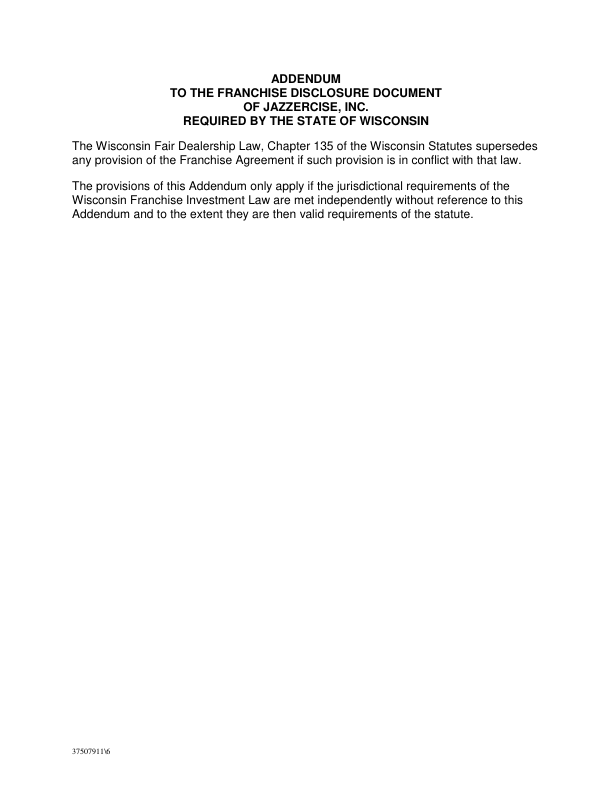 ADDENDUM
TO THE FRANCHISE DISCLOSURE DOCUMENT
OF JAZZERCISE, INC.
REQUIRED BY THE STATE OF WISCONSIN
The Wisconsin Fair Dealership Law, Chapter 135 of the Wisconsin Statutes supersedes
any provision of the Franchise Agreement if such provision is in conflict with that law.
The provisions of this Addendum only apply if the jurisdictional requirements of the
Wisconsin Franchise Investment Law are met independently without reference to this
Addendum and to the extent they are then valid requirements of the statute.
37507911\6